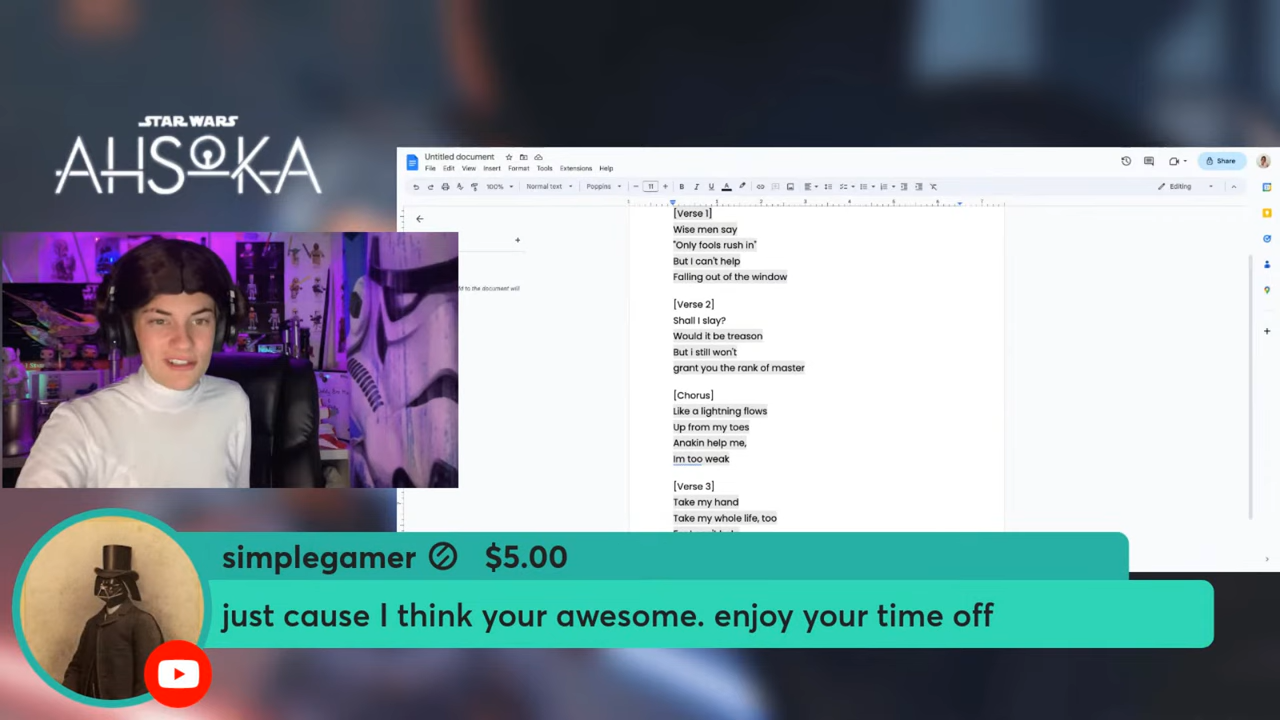 STAR WARS
AHSOKA
Untitled document
File Edit View Insert Format Tools Extensions Help
Share
100% Normal text Poppins 11 Editing
[Verse 1]
Wise men say
"Only fools rush in"
But I can't help
Falling out of the window
[Verse 2]
Shall I slay?
Would it be treason
But i still won't
grant you the rank of master
[Chorus]
Like a lightning flows
Up from my toes
Anakin help me,
Im too weak
[Verse 3]
Take my hand
Take my whole life, too
to the document will
simplegamer $5.00
just cause I think your awesome. enjoy your time off